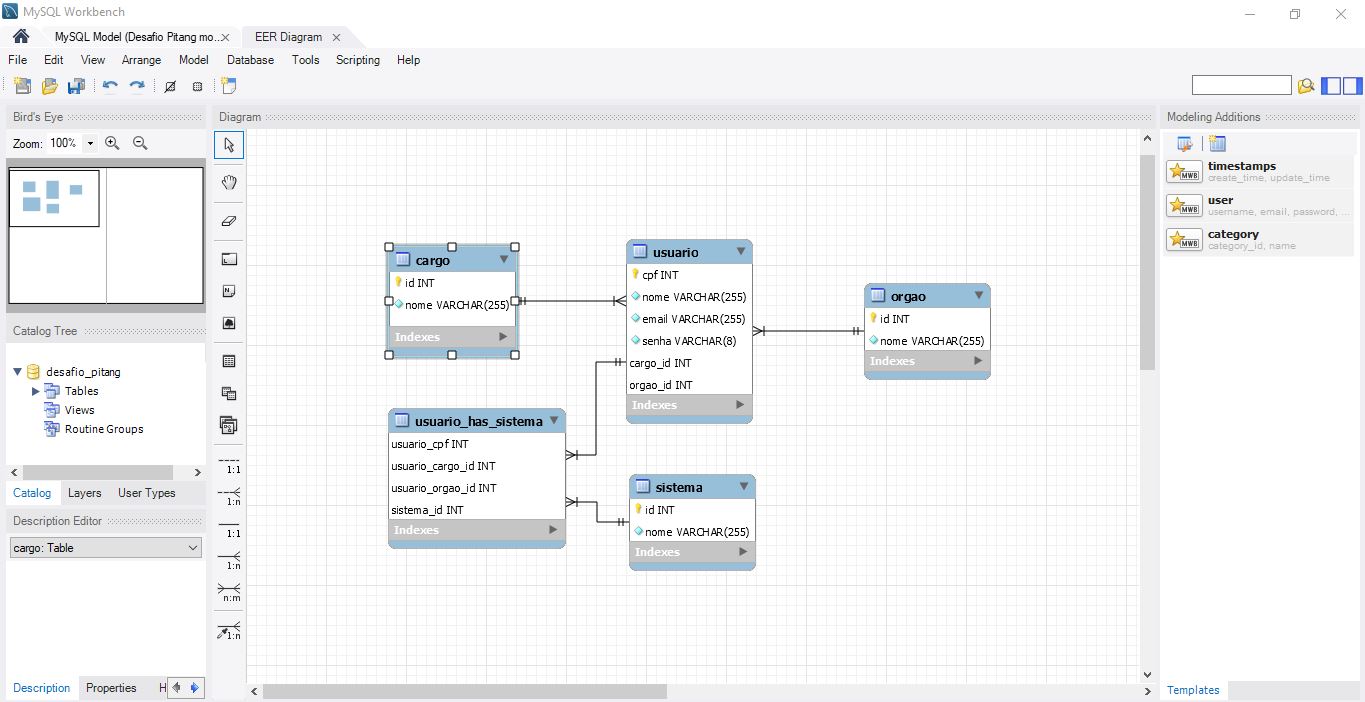 MySQL Workbench
MySQL Model (Desafio Pitang mo..
EER Diagram
File Edit View Arrange Model Database Tools Scripting Help
Bird's Eye
Zoom: 100%
Catalog Tree
desafio_pitang
Tables
Views
Routine Groups
Catalog Layers User Types
Description Editor
cargo: Table
Description Properties H
Diagram
1:1
1:n
1:1
1:n
n:m
1:n
cargo
id INT
nome VARCHAR(255)
Indexes
usuario
cpf INT
nome VARCHAR(255)
email VARCHAR(255)
senha VARCHAR(8)
cargo_id INT
orgao_id INT
Indexes
orgao
id INT
nome VARCHAR(255)
Indexes
usuario_has_sistema
usuario_cpf INT
usuario_cargo_id INT
usuario_orgao_id INT
sistema_id INT
Indexes
sistema
id INT
nome VARCHAR(255)
Indexes
Modeling Additions
MWB
timestamps
create_time, update_time
MWB
user
username, email, password, ...
MWB
category
category_id, name
Templates